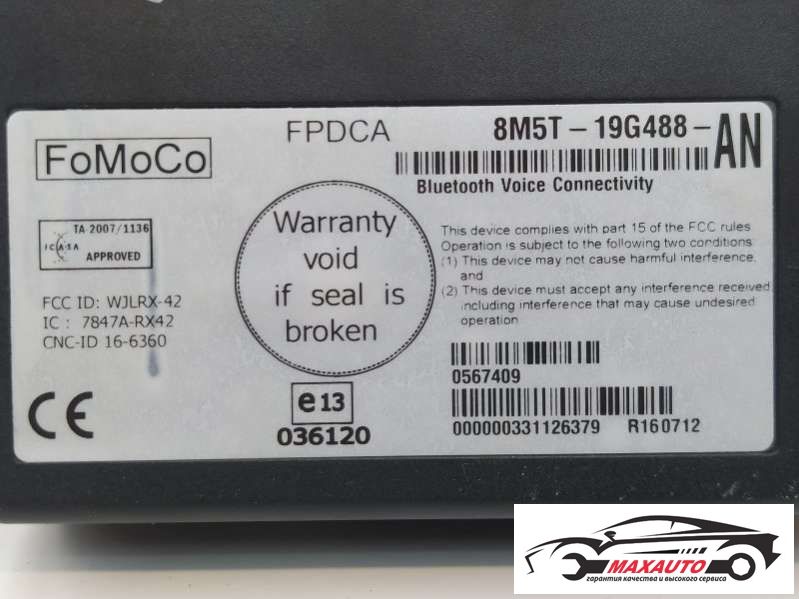 FoMoCo
FPDCA
8M5T-19G488-AN
Bluetooth Voice Connectivity
TA 2007/1136
ICASA
APPROVED
FCC ID: WJLRX-42
IC : 7847A-RX42
CNC-ID 16-6360
Warranty
void
if seal is
broken
This device complies with part 15 of the FCC rules
Operation is subject to the following two conditions
(1) This device may not cause harmful interference.
and
(2) This device must accept any interference received
including interference that may cause undesired
operation
0567409
000000331126379 R160712
CE
e13
036120
MAXAUTO
гарантия качества и высокого сервиса